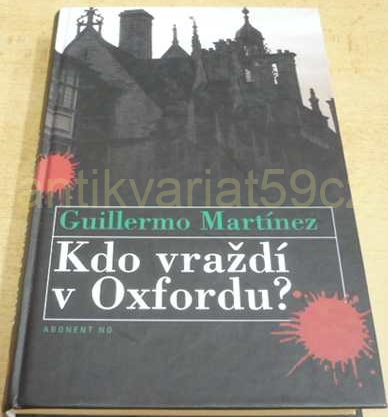 antikvariat59cz
Guillermo Martínez
Kdo vraždí
v Oxfordu?
ABONENT ND